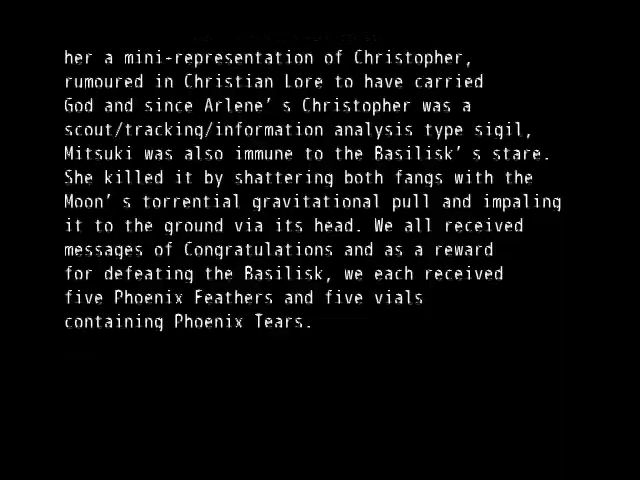 her a mini-representation of Christopher,
rumoured in Christian Lore to have carried
God and since Arlene’s Christopher was a
scout/tracking/information analysis type sigil,
Mitsuki was also immune to the Basilisk’s stare.
She killed it by shattering both fangs with the
Moon’s torrential gravitational pull and impaling
it to the ground via its head. We all received
messages of Congratulations and as a reward
for defeating the Basilisk, we each received
five Phoenix Feathers and five vials
containing Phoenix Tears.